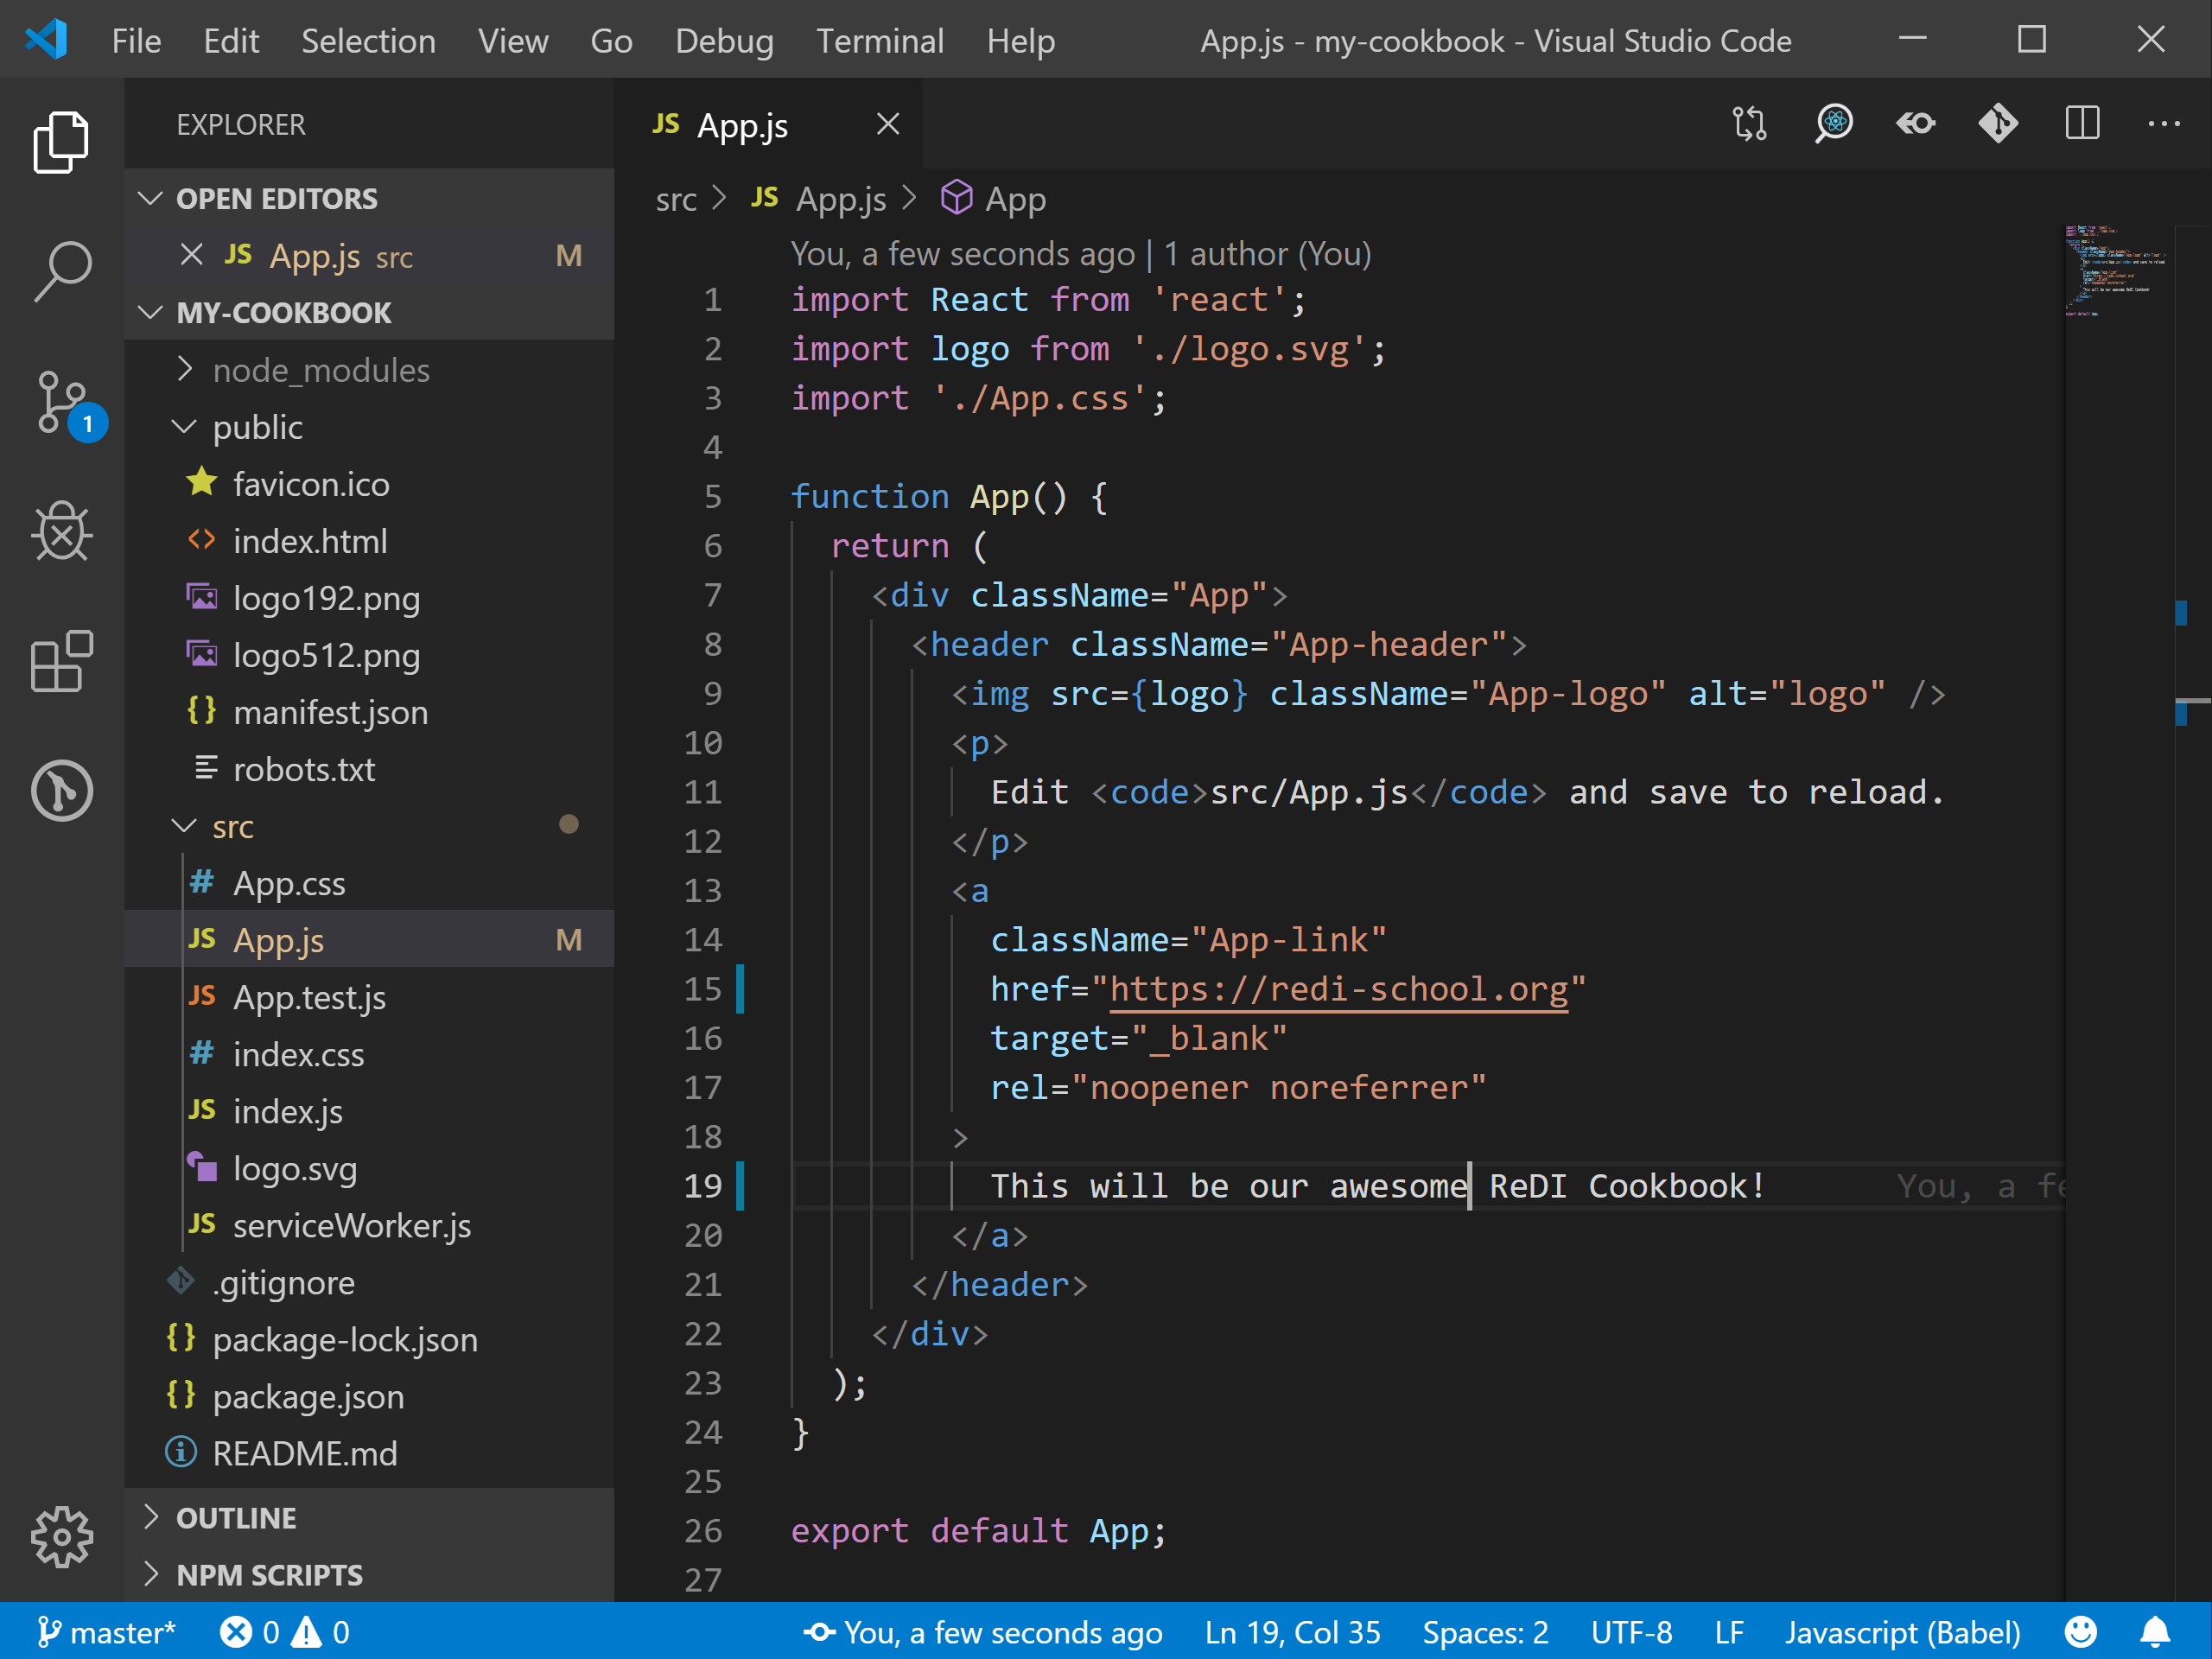 File Edit Selection View Go Debug Terminal Help App.js - my-cookbook - Visual Studio Code
EXPLORER
OPEN EDITORS
JS App.js src M
MY-COOKBOOK
node_modules
public
favicon.ico
<> index.html
logo192.png
logo512.png
{} manifest.json
robots.txt
src
# App.css
JS App.js M
JS App.test.js
# index.css
JS index.js
logo.svg
JS serviceWorker.js
.gitignore
{} package-lock.json
{} package.json
README.md
OUTLINE
NPM SCRIPTS
1
JS App.js
src > JS App.js > App
You, a few seconds ago | 1 author (You)
1 import React from 'react';
2 import logo from './logo.svg';
3 import './App.css';
4
5 function App() {
6 return (
7 <div className="App">
8 <header className="App-header">
9 <img src={logo} className="App-logo" alt="logo" />
10 <p>
11 Edit <code>src/App.js</code> and save to reload.
12 </p>
13 <a
14 className="App-link"
15 href="https://redi-school.org"
16 target="_blank"
17 rel="noopener noreferrer"
18 >
19 This will be our awesome ReDI Cookbook! You, a fe
20 </a>
21 </header>
22 </div>
23 );
24 }
25
26 export default App;
27
master* 0 0 You, a few seconds ago Ln 19, Col 35 Spaces: 2 UTF-8 LF Javascript (Babel)